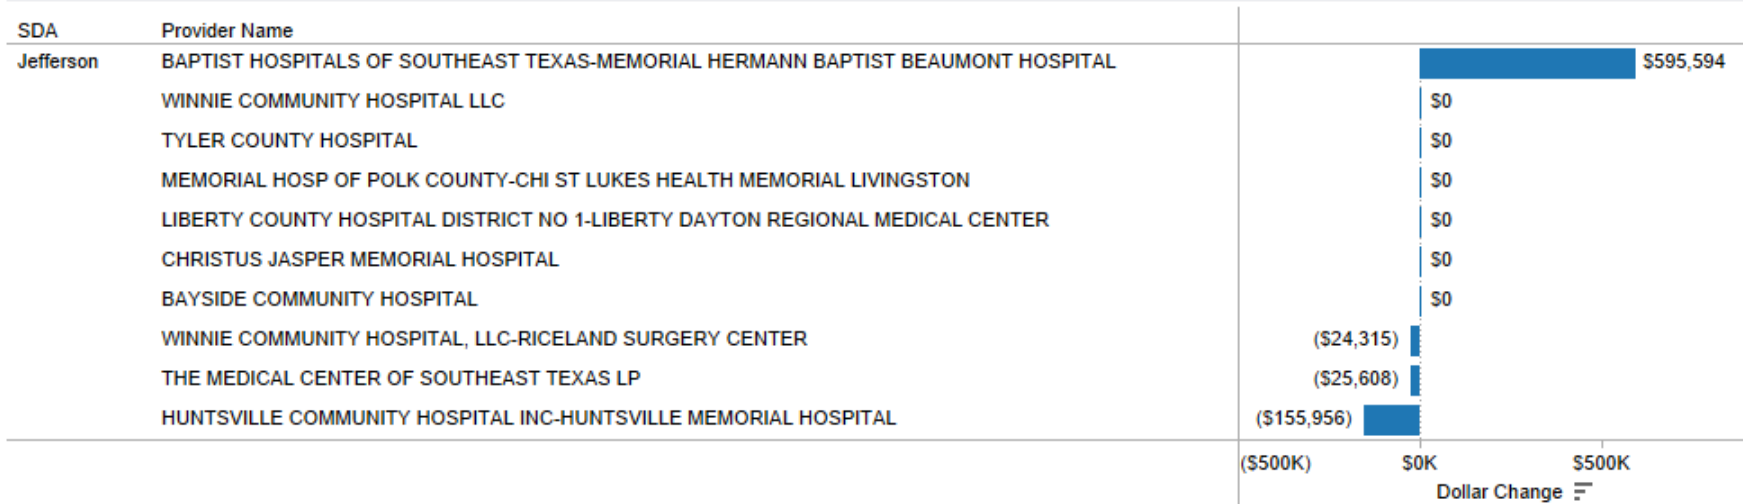 SDA Provider Name
Jefferson BAPTIST HOSPITALS OF SOUTHEAST TEXAS-MEMORIAL HERMANN BAPTIST BEAUMONT HOSPITAL $595,594
WINNIE COMMUNITY HOSPITAL LLC $0
TYLER COUNTY HOSPITAL $0
MEMORIAL HOSP OF POLK COUNTY-CHI ST LUKES HEALTH MEMORIAL LIVINGSTON $0
LIBERTY COUNTY HOSPITAL DISTRICT NO 1-LIBERTY DAYTON REGIONAL MEDICAL CENTER $0
CHRISTUS JASPER MEMORIAL HOSPITAL $0
BAYSIDE COMMUNITY HOSPITAL $0
WINNIE COMMUNITY HOSPITAL, LLC-RICELAND SURGERY CENTER ($24,315)
THE MEDICAL CENTER OF SOUTHEAST TEXAS LP ($25,608)
HUNTSVILLE COMMUNITY HOSPITAL INC-HUNTSVILLE MEMORIAL HOSPITAL ($155,956)
($500K) $0K $500K
Dollar Change